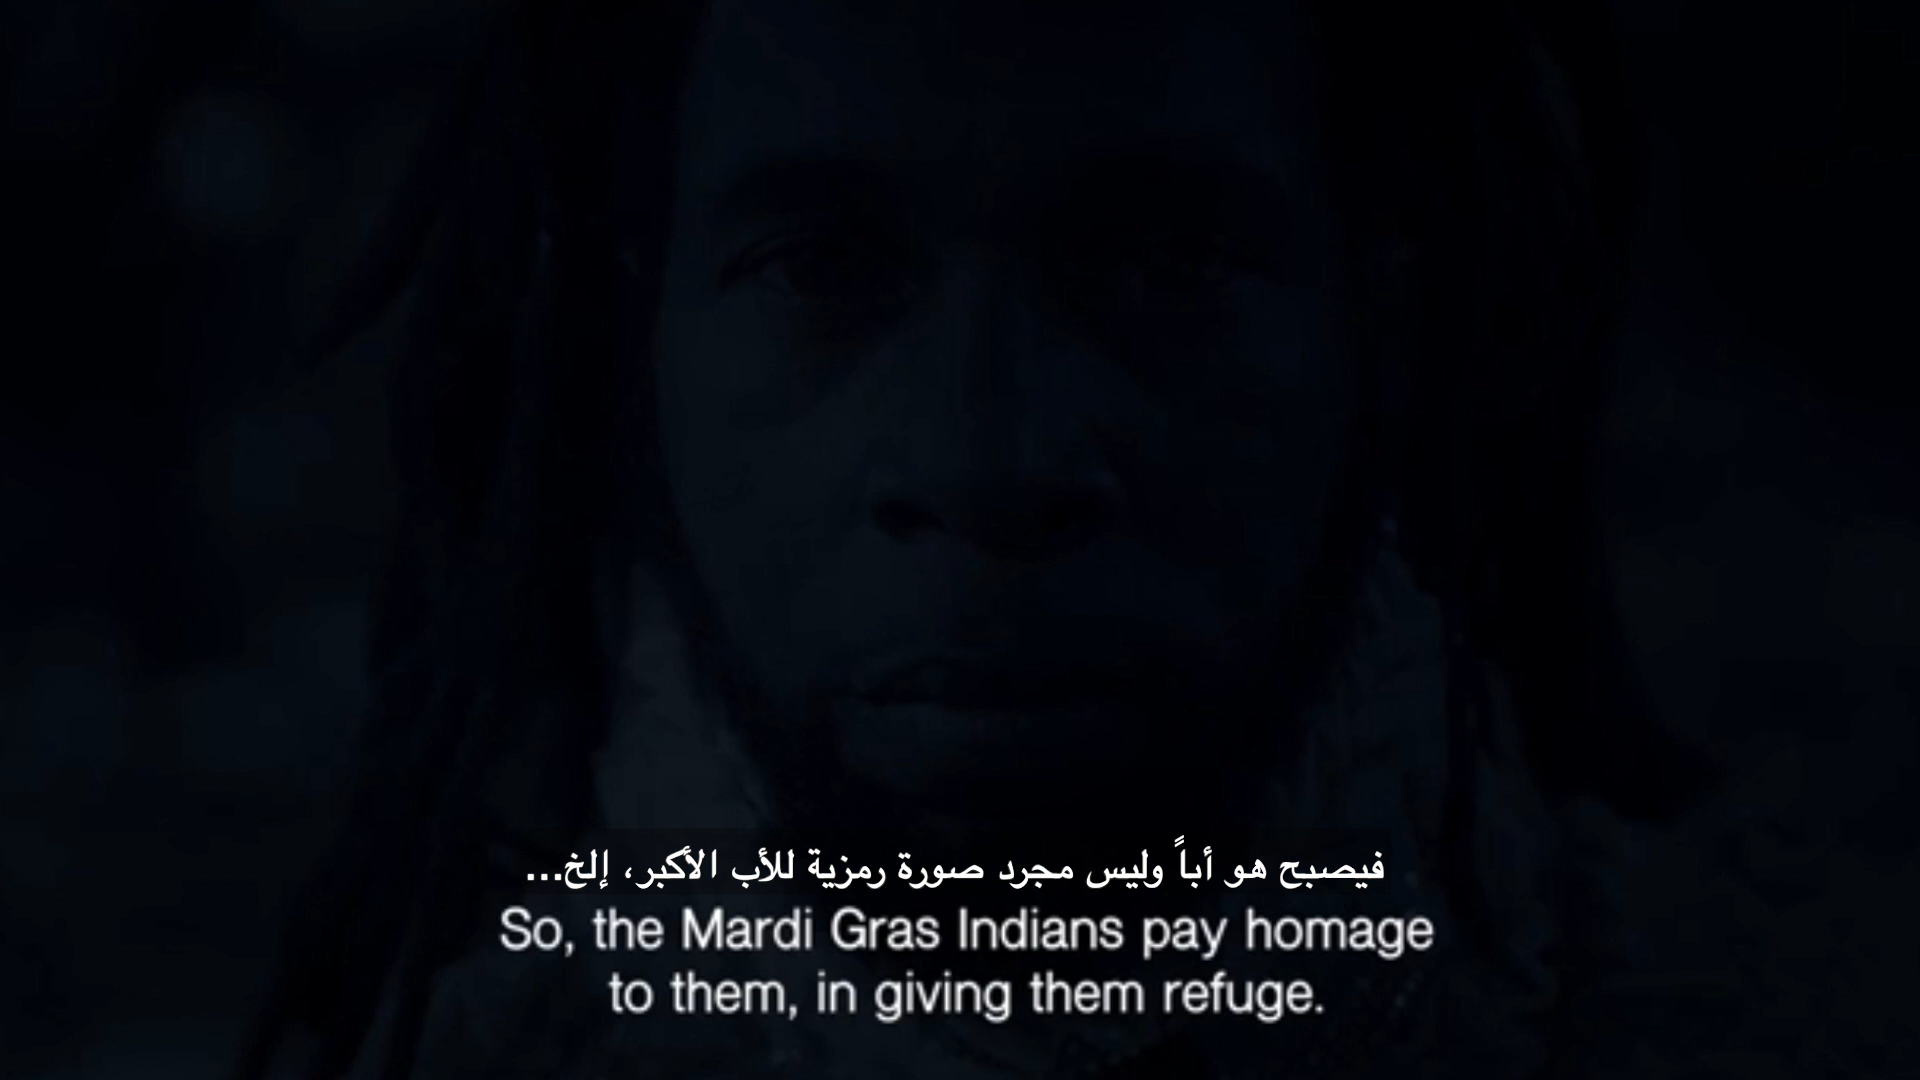 فيصبح هو أباً وليس مجرد صورة رمزية للأب الأكبر، إلخ...
So, the Mardi Gras Indians pay homage
to them, in giving them refuge.